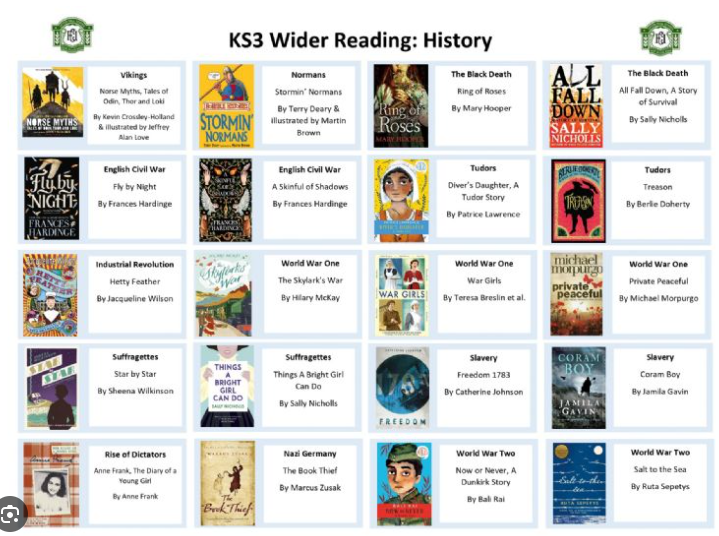 KS3 Wider Reading: History
NORSE MYTHS
Vikings
Norse Myths, Tales of
Odin, Thor and Loki
By Kevin Crossley-Holland
& illustrated by Jeffrey
Alan Love
STORMIN'
NORMANS
Normans
Stormin' Normans
By Terry Deary &
illustrated by Martin
Brown
Ring of
Roses
MARY HOOPER
The Black Death
Ring of Roses
By Mary Hooper
ALL
FALL
DOWN
SALLY
NICHOLLS
The Black Death
All Fall Down, A Story
of Survival
By Sally Nicholls
Fly by
NIGHT
FRANCES
HARDINGE
English Civil War
Fly by Night
By Frances Hardinge
FRANCES
HARDINGE
English Civil War
A Skinful of Shadows
By Frances Hardinge
Tudors
Diver's Daughter, A
Tudor Story
By Patrice Lawrence
BERLIE DOHERTY
TREASON
Tudors
Treason
By Berlie Doherty
HETTY
FEATHER
Industrial Revolution
Hetty Feather
By Jacqueline Wilson
The
Skylarks'
War
World War One
The Skylark's War
By Hilary McKay
WAR GIRLS
World War One
War Girls
By Teresa Breslin et al.
michael
morpurgo
private
peaceful
World War One
Private Peaceful
By Michael Morpurgo
STAR
STAR
Suffragettes
Star by Star
By Sheena Wilkinson
THINGS
A
BRIGHT
GIRL
CAN DO
SALLY NICHOLLS
Suffragettes
Things A Bright Girl
Can Do
By Sally Nicholls
FREEDOM
Slavery
Freedom 1783
By Catherine Johnson
CORAM
BOY
JAMILA
GAVIN
Slavery
Coram Boy
By Jamila Gavin
Rise of Dictators
Anne Frank, The Diary of a
Young Girl
By Anne Frank
The
Book Thief
Nazi Germany
The Book Thief
By Marcus Zusak
World War Two
Now or Never, A
Dunkirk Story
By Bali Rai
Salt to the
Sea
RUTA SEPETYS
World War Two
Salt to the Sea
By Ruta Sepetys